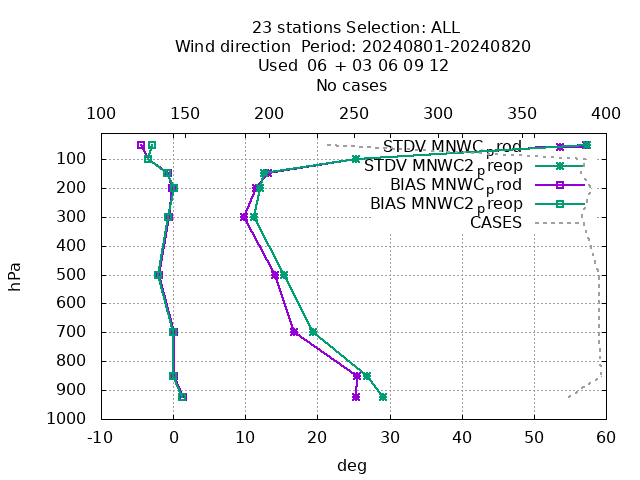 23 stations Selection: ALL
Wind direction  Period: 20240801-20240820
Used  06 + 03 06 09 12
No cases
100 150 200 250 300 350 400
STDV MNWC_prod
STDV MNWC2_preop
BIAS MNWC_prod
BIAS MNWC2_preop
CASES
hPa
100
200
300
400
500
600
700
800
900
1000
-10 0 10 20 30 40 50 60
deg